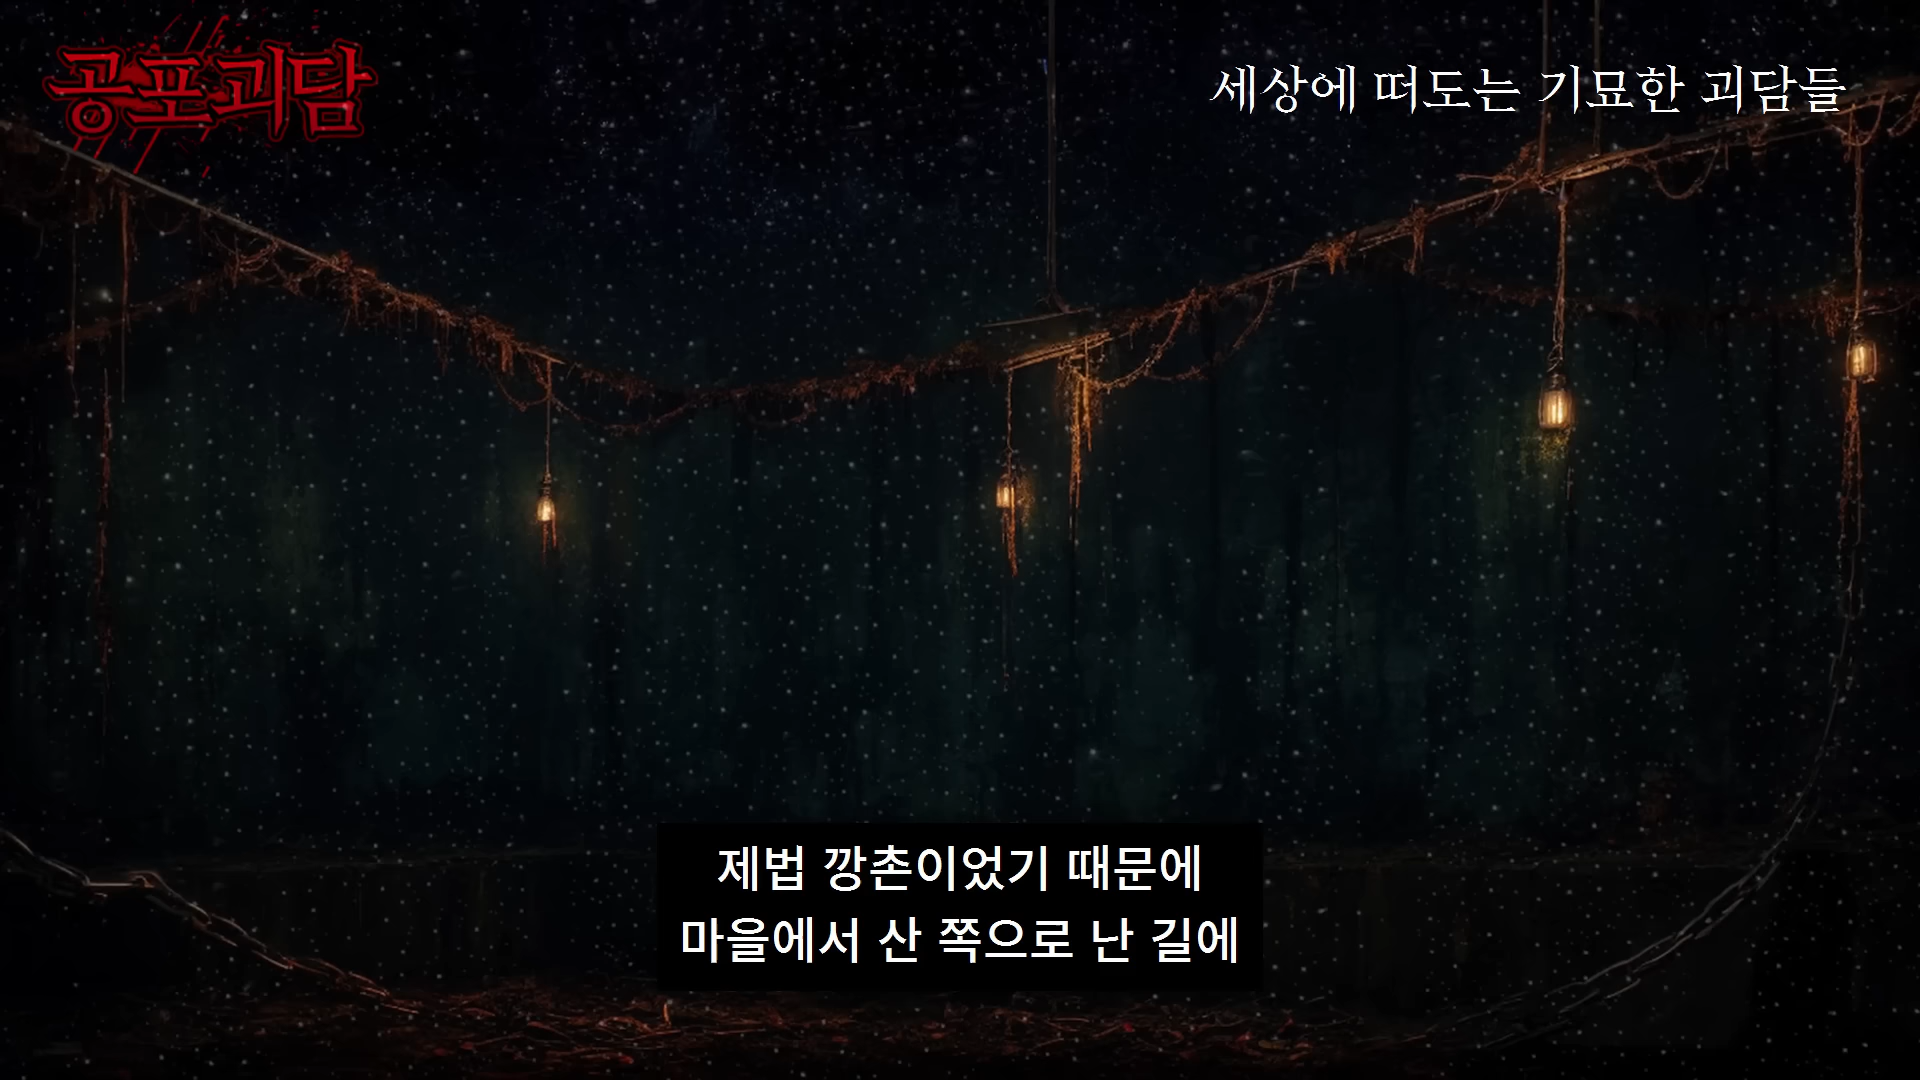 공포괴담
세상에 떠도는 기묘한 괴담들
제법 깡촌이었기 때문에
마을에서 산 쪽으로 난 길에